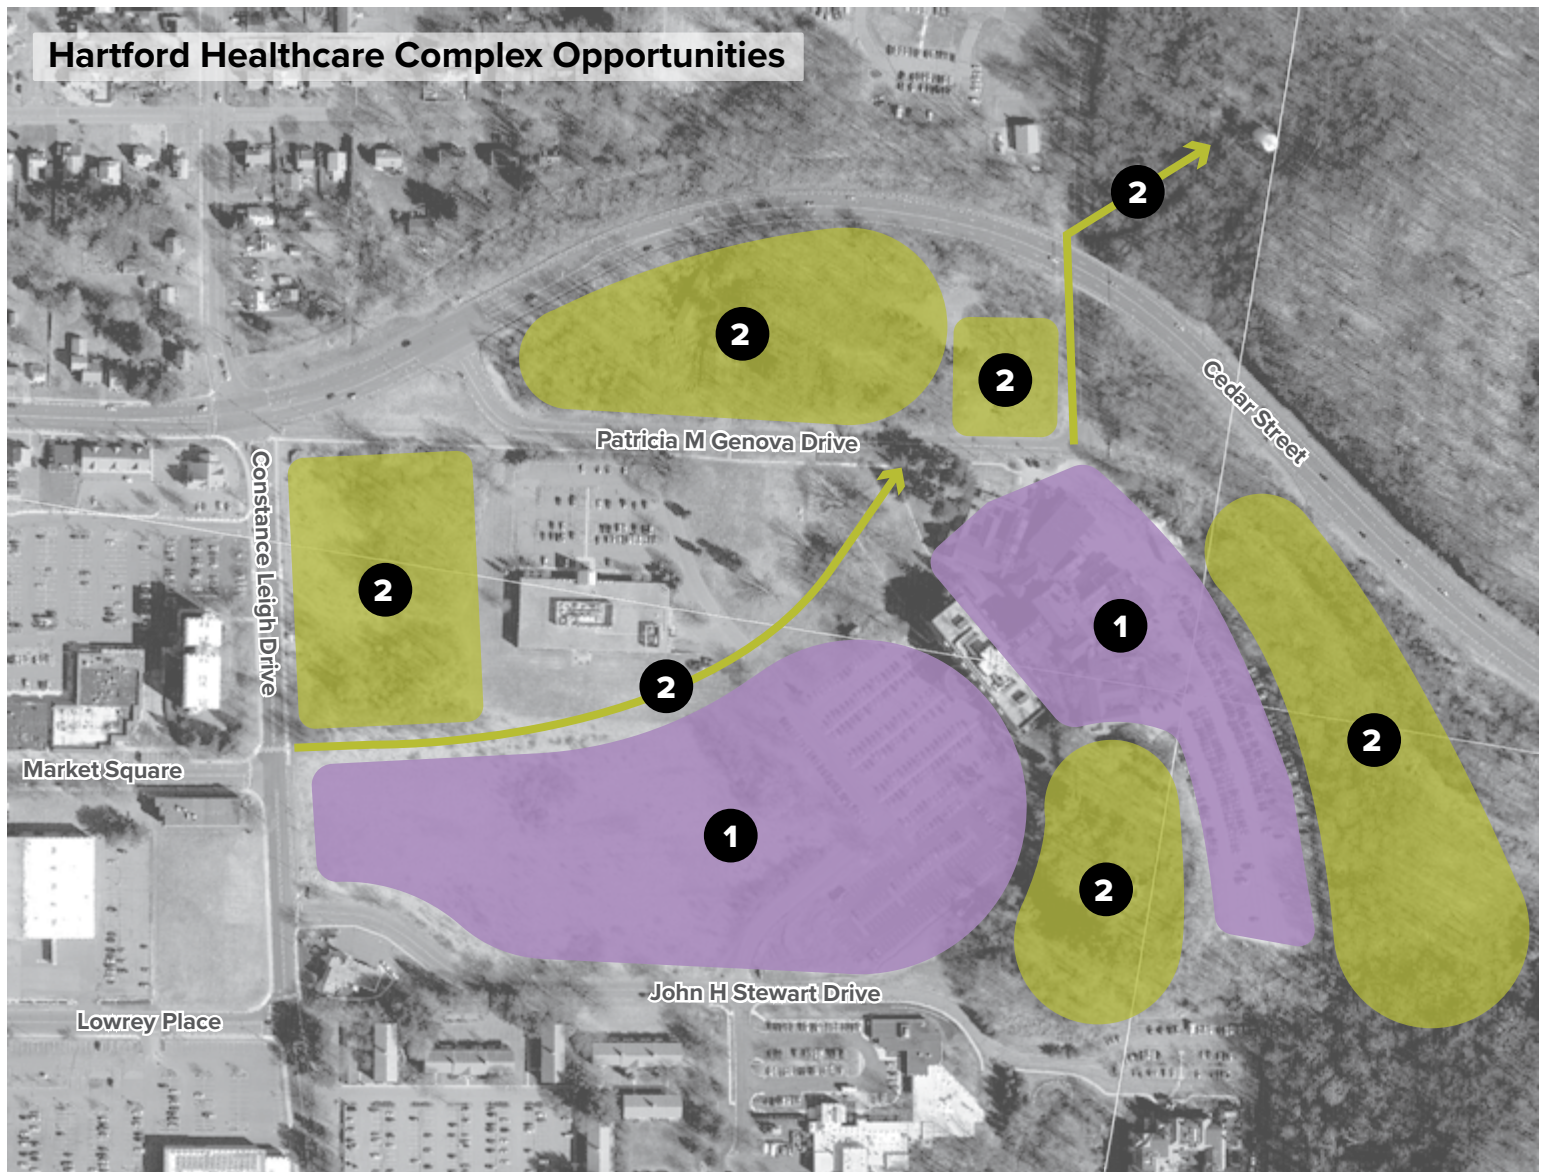 Hartford Healthcare Complex Opportunities
2
2
2
Cedar Street
Patricia M Genova Drive
Constance Leigh Drive
2
1
2
2
Market Square
1
2
John H Stewart Drive
Lowrey Place